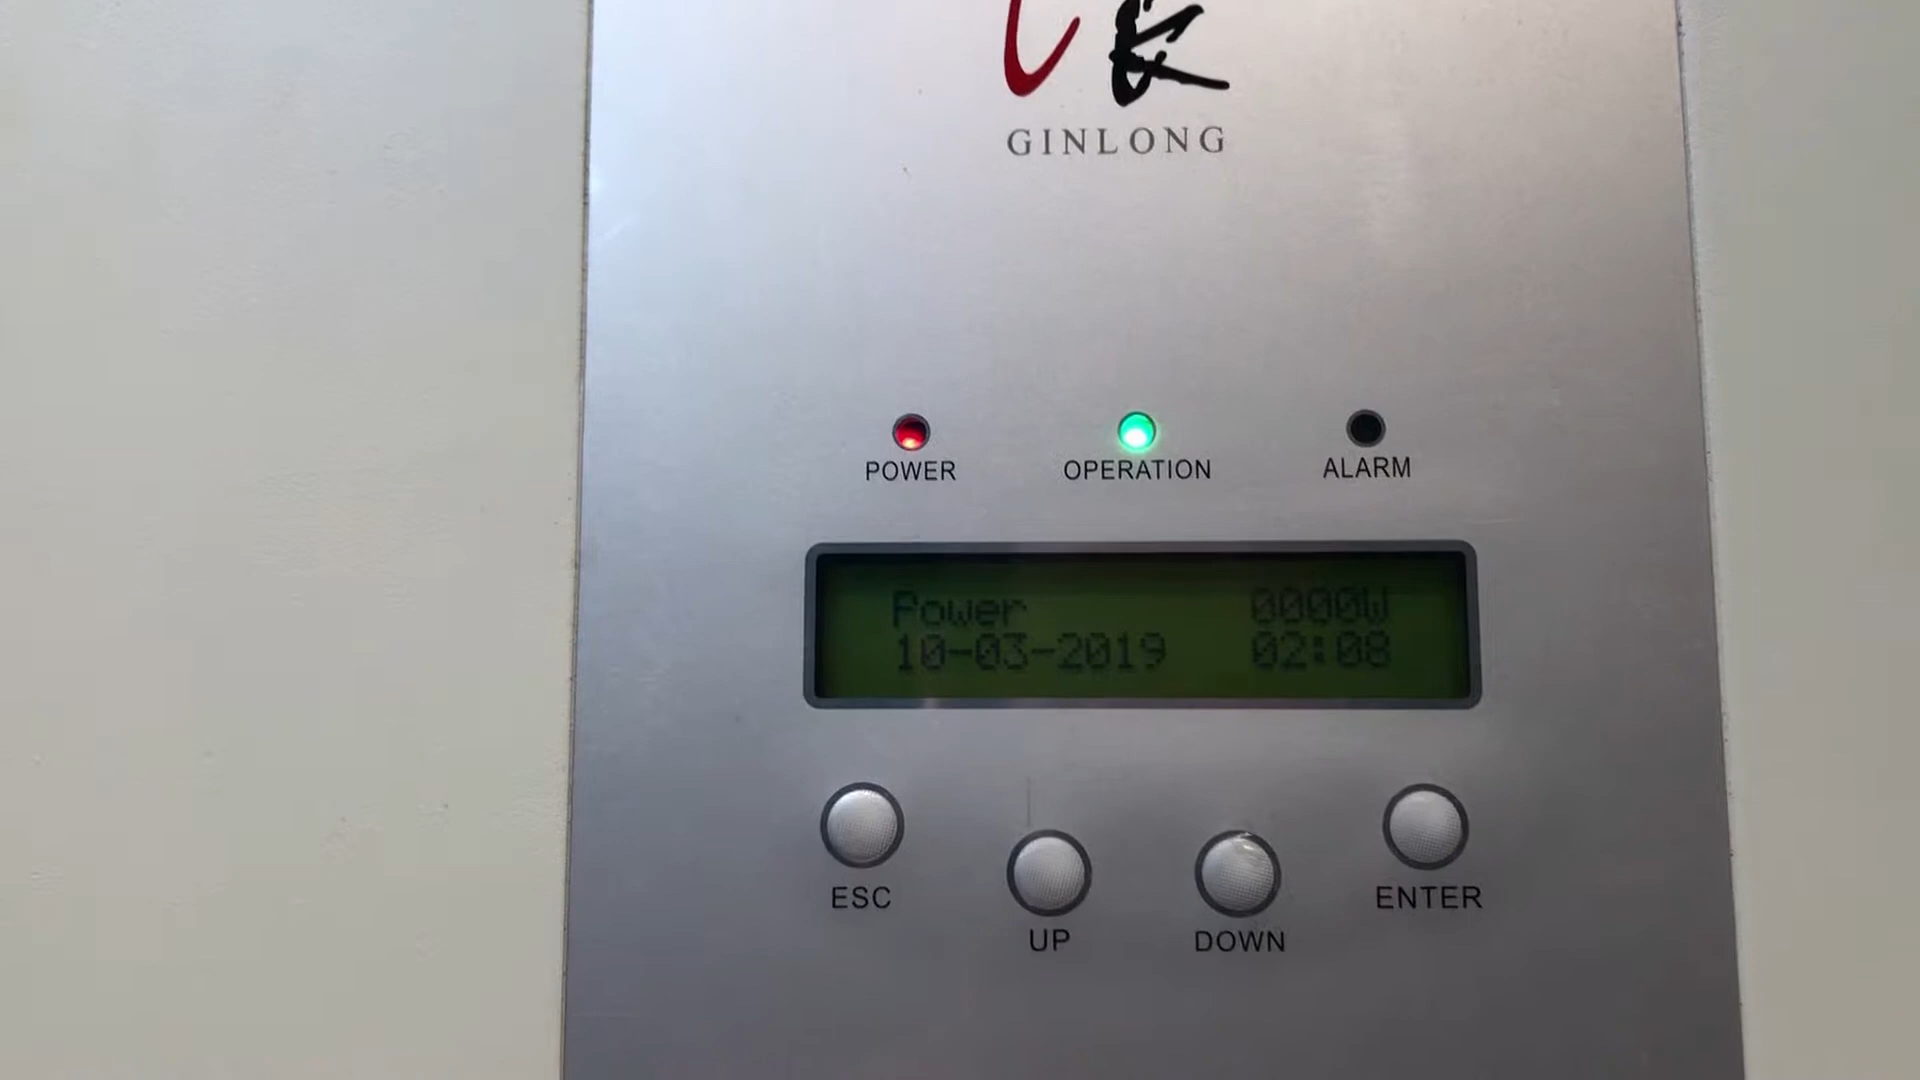 GINLONG
POWER OPERATION ALARM
Power 0000W
10-03-2019 02:08
ESC UP DOWN ENTER